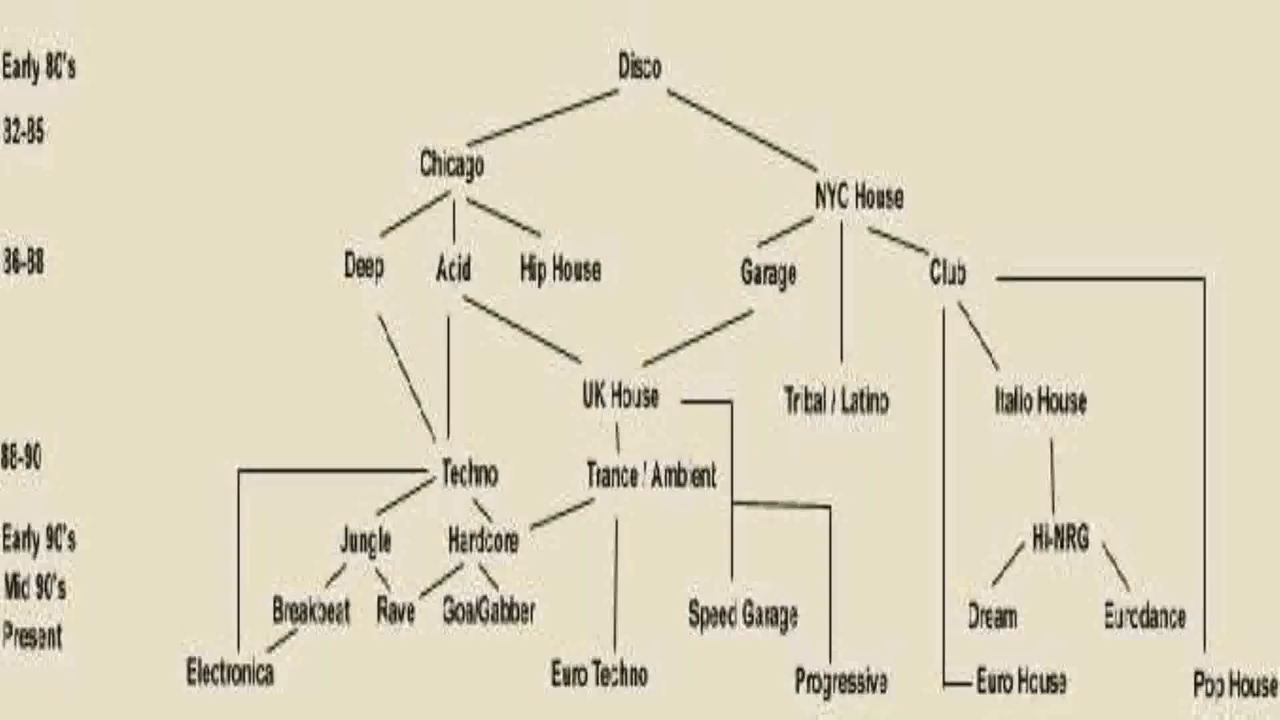 Early 80's
Disco
82-85
Chicago
NYC House
86-88
Deep
Acid
Hip House
Garage
Club
UK House
Tribal / Latino
Italo House
88-90
Techno
Trance / Ambient
Early 90's
Jungle
Hardcore
Hi-NRG
Mid 90's
Breakbeat
Rave
Goa/Gabber
Speed Garage
Dream
Eurodance
Present
Electronica
Euro Techno
Progressive
Euro House
Pop House